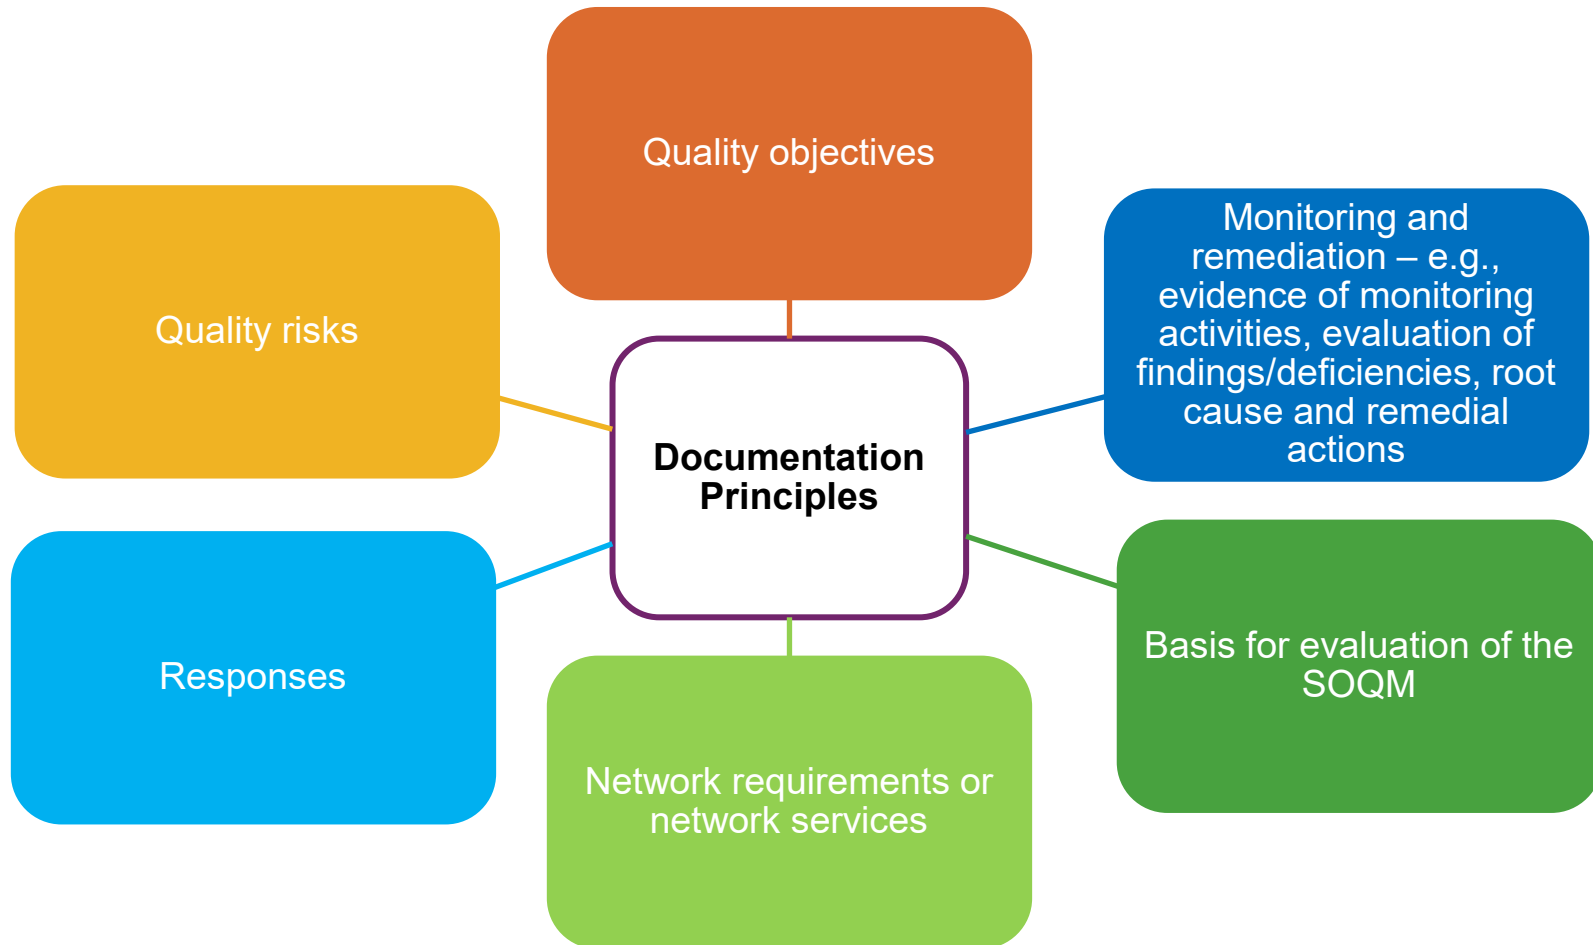 Quality objectives
Monitoring and
remediation – e.g.,
evidence of monitoring
activities, evaluation of
findings/deficiencies, root
cause and remedial
actions
Quality risks
Documentation
Principles
Basis for evaluation of the
SOQM
Responses
Network requirements or
network services